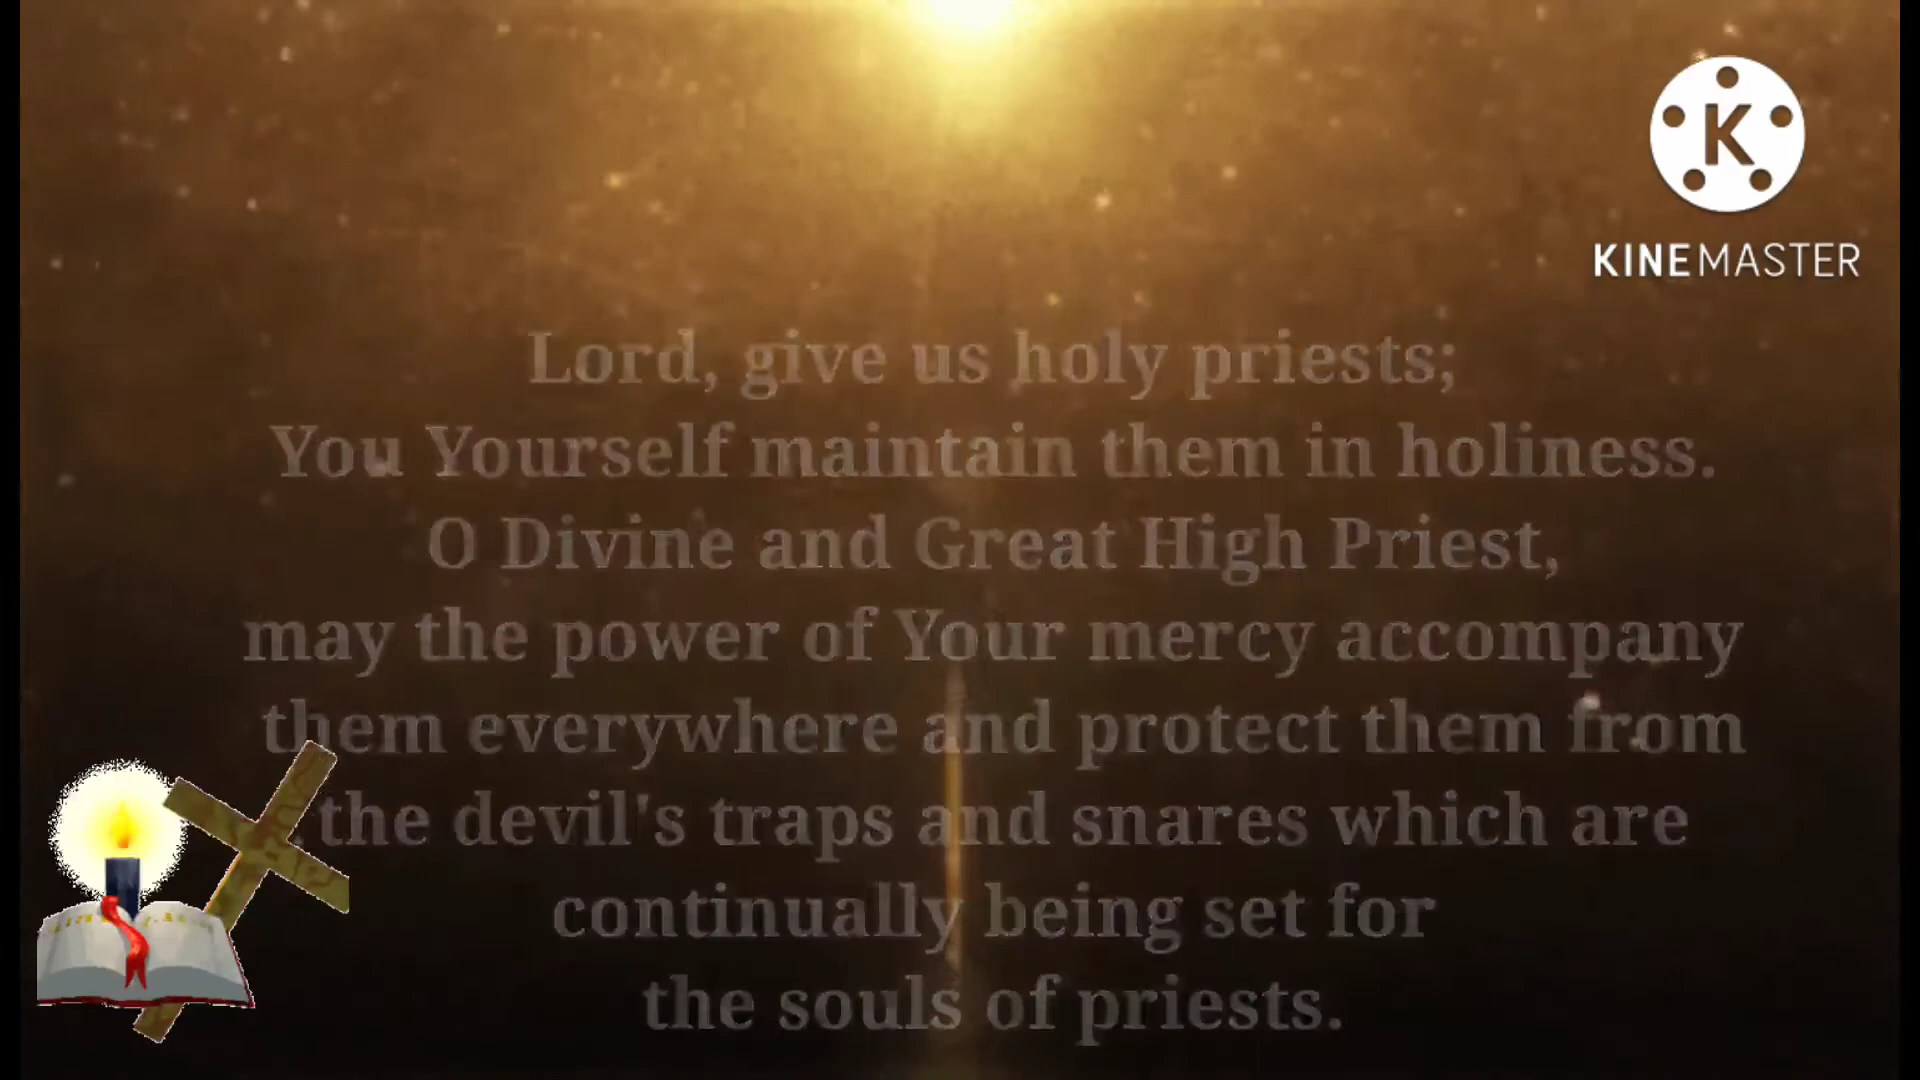 K
KINEMASTER
Lord, give us holy priests;
You Yourself maintain them in holiness.
O Divine and Great High Priest,
may the power of Your mercy accompany
them everywhere and protect them from
the devil's traps and snares which are
continually being set for
the souls of priests.